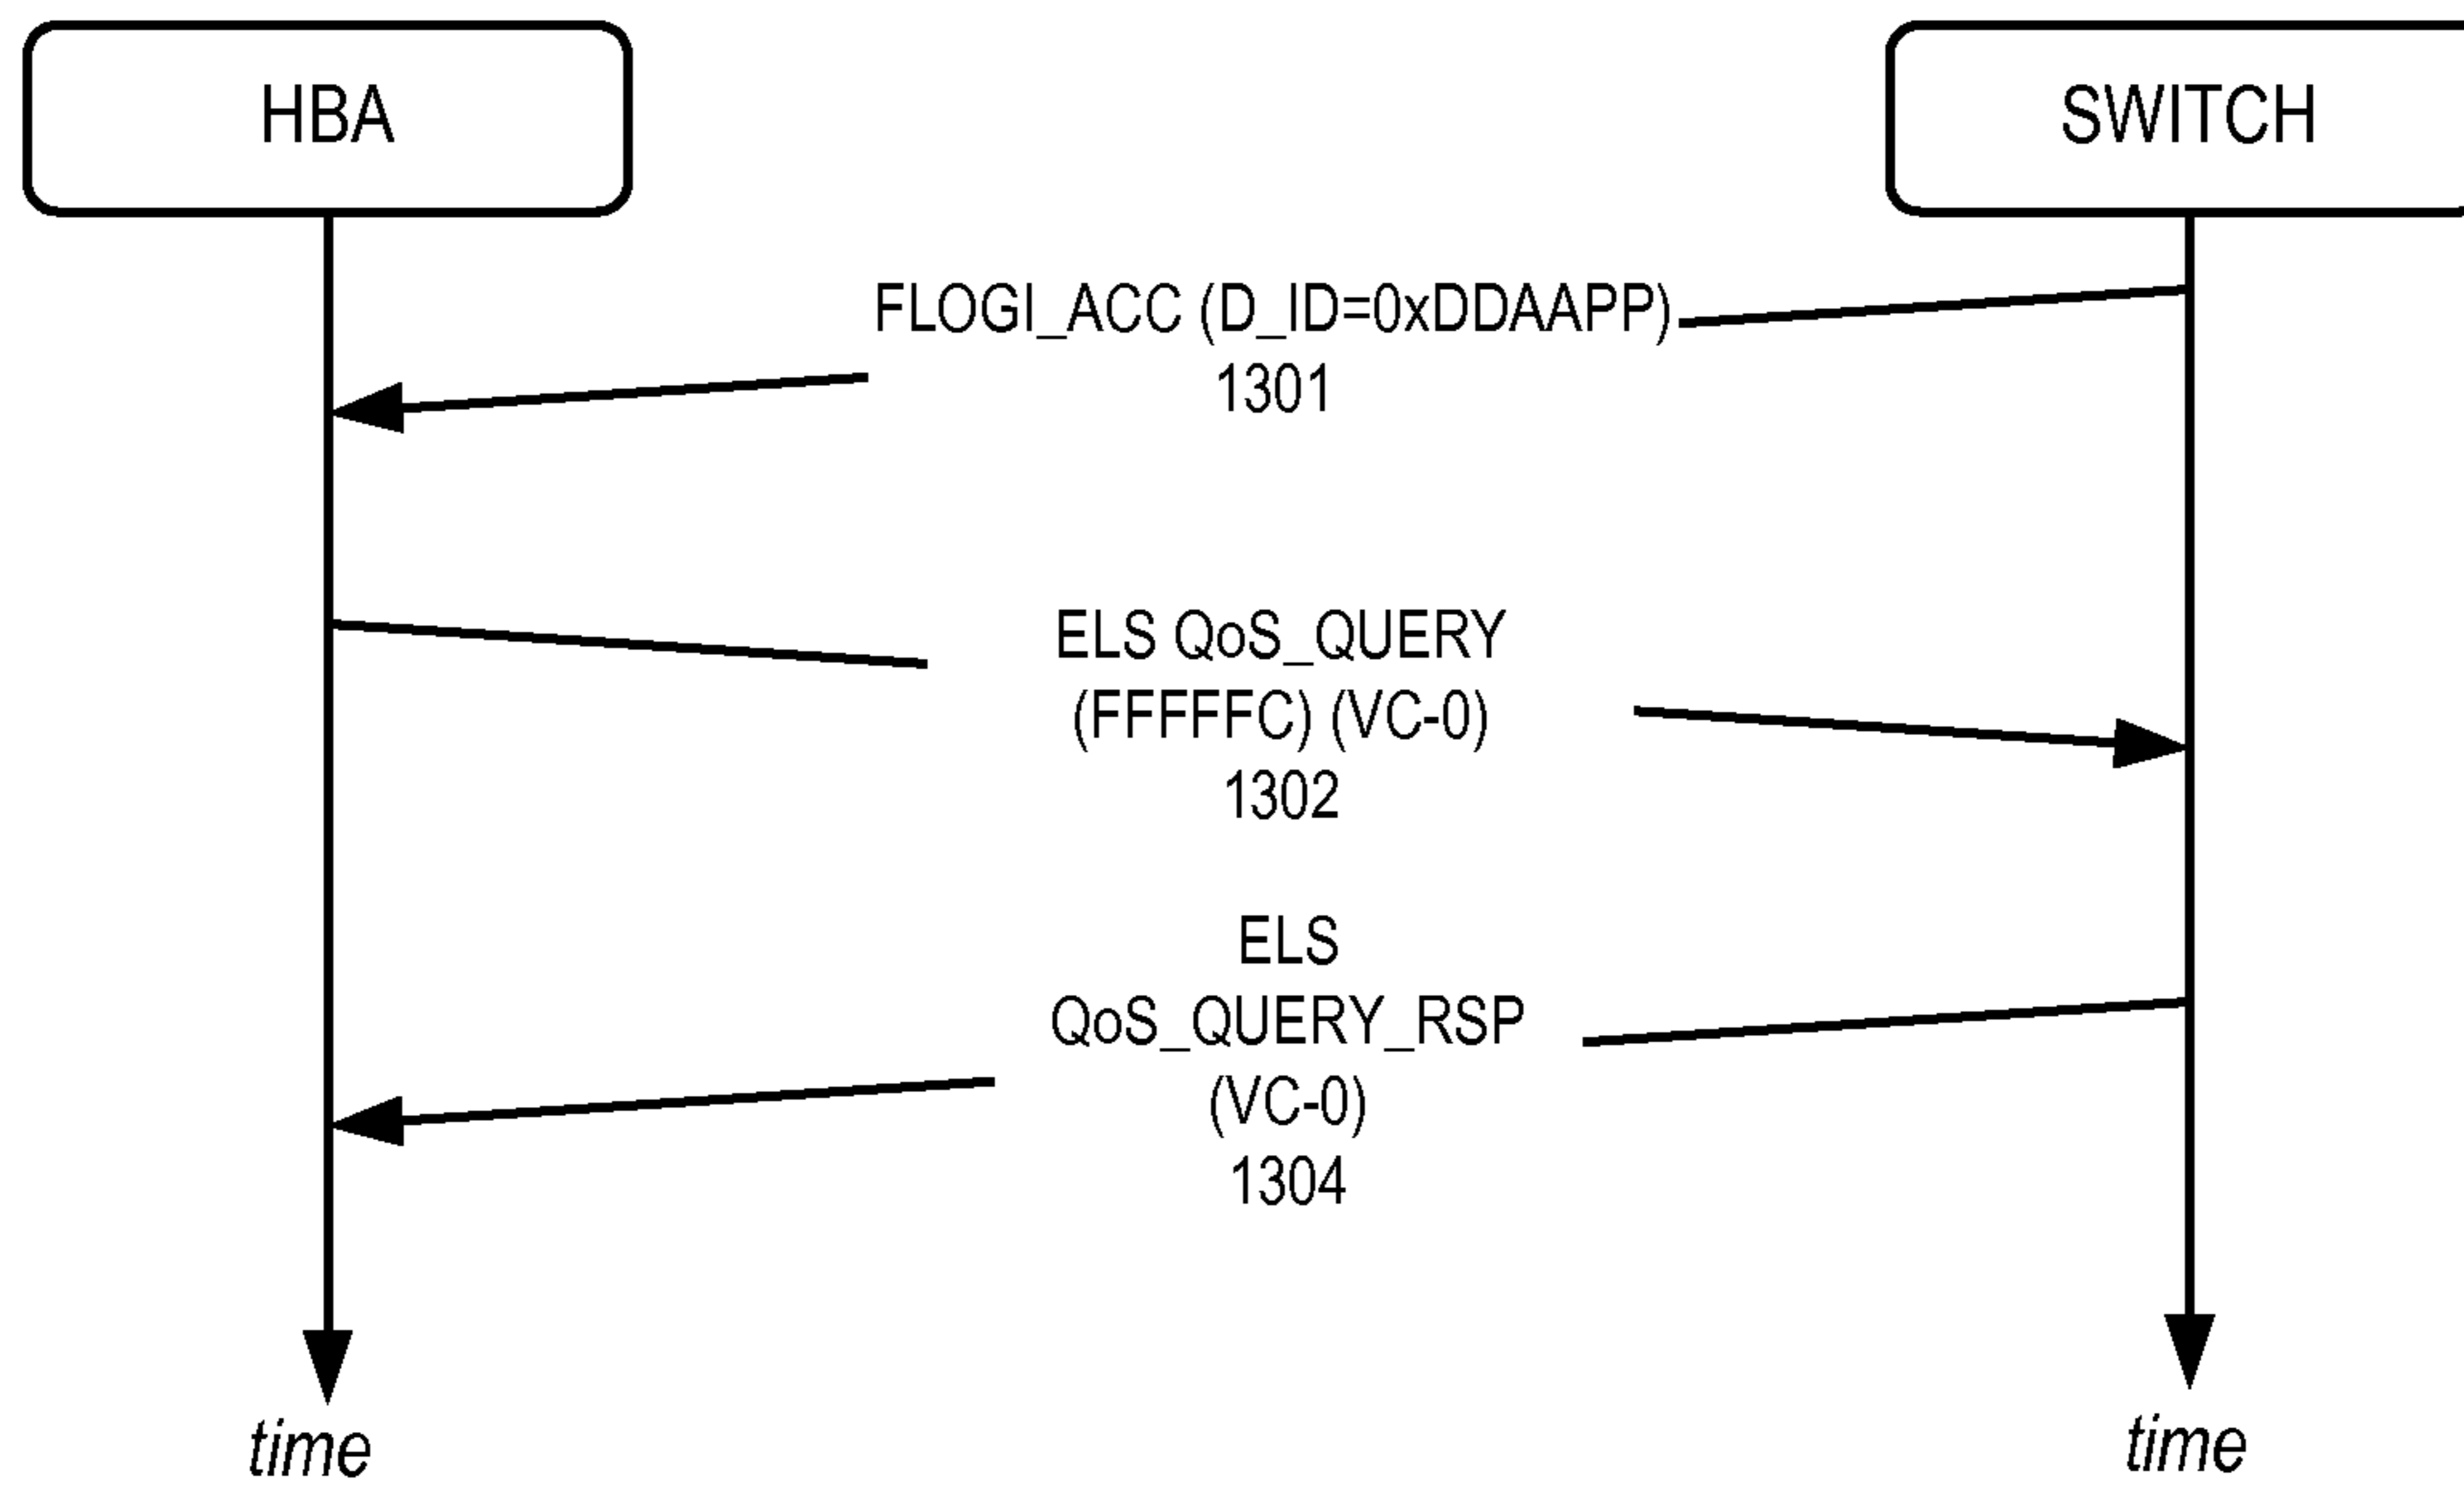 HBA
SWITCH
FLOGI_ACC (D_ID=0xDDAAPP)
1301
ELS QoS_QUERY
(FFFFFC) (VC-0)
1302
ELS
QoS_QUERY_RSP
(VC-0)
1304
time
time